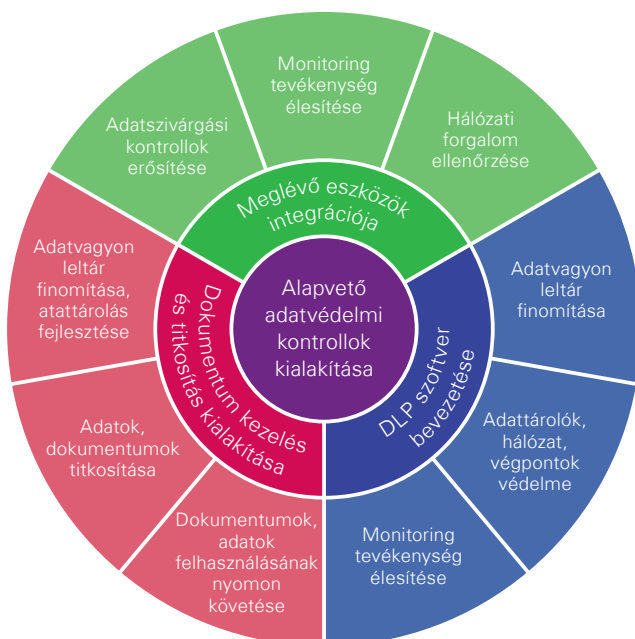 Monitoring
tevékenység
élesítése
Hálózati
forgalom
ellenőrzése
Adatszivárgási
kontrollok
erősítése
Meglévő eszközök
integrációja
Adatvagyon
leltár
finomítása,
atattárolás
fejlesztése
Adatvagyon
leltár
finomítása
Alapvető
adatvédelmi
kontrollok
kialakítása
Dokumentum kezelés
és titkosítás kialakítása
DLP szoftver
bevezetése
Adatok,
dokumentumok
titkosítása
Adattárolók,
hálózat,
végpontok
védelme
Dokumentumok,
adatok
felhasználásának
nyomon
követése
Monitoring
tevékenység
élesítése